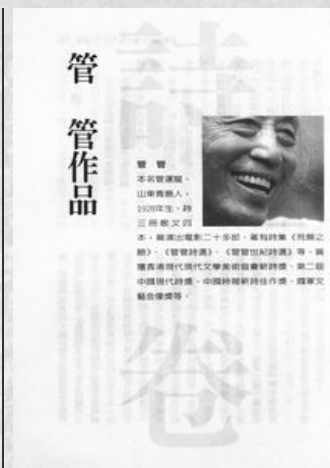 詩
管 管作品
管 管
本名管運龍，
山東青島人，
1928年生，詩
三冊散文四
本，曾演出電影二十多部，著有詩集《荒蕪之
臉》、《管管詩選》、《管管世紀詩選》等，曾
獲香港現代現代文學美術協會新詩獎、第二屆
中國現代詩獎、中國時報新詩佳作獎、國軍文
藝金像獎等。
卷